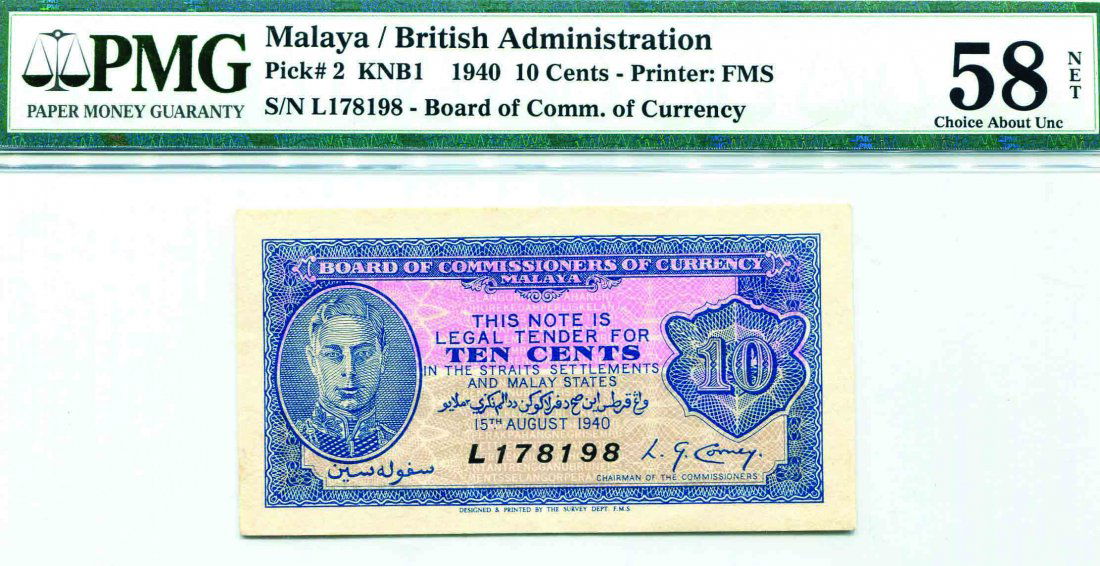 PMG
PAPER MONEY GUARANTY
Malaya / British Administration
Pick# 2 KNB1 1940 10 Cents - Printer: FMS
S/N L178198 - Board of Comm. of Currency
58
NET
Choice About Unc
BOARD OF COMMISSIONERS OF CURRENCY
MALAYA
THIS NOTE IS
LEGAL TENDER FOR
TEN CENTS
IN THE STRAITS SETTLEMENTS
AND MALAY STATES
15TH AUGUST 1940
L178198
10
سفوله سين
CHAIRMAN OF THE COMMISSIONERS
DESIGNED & PRINTED BY THE SURVEY DEPT. F.M.S.